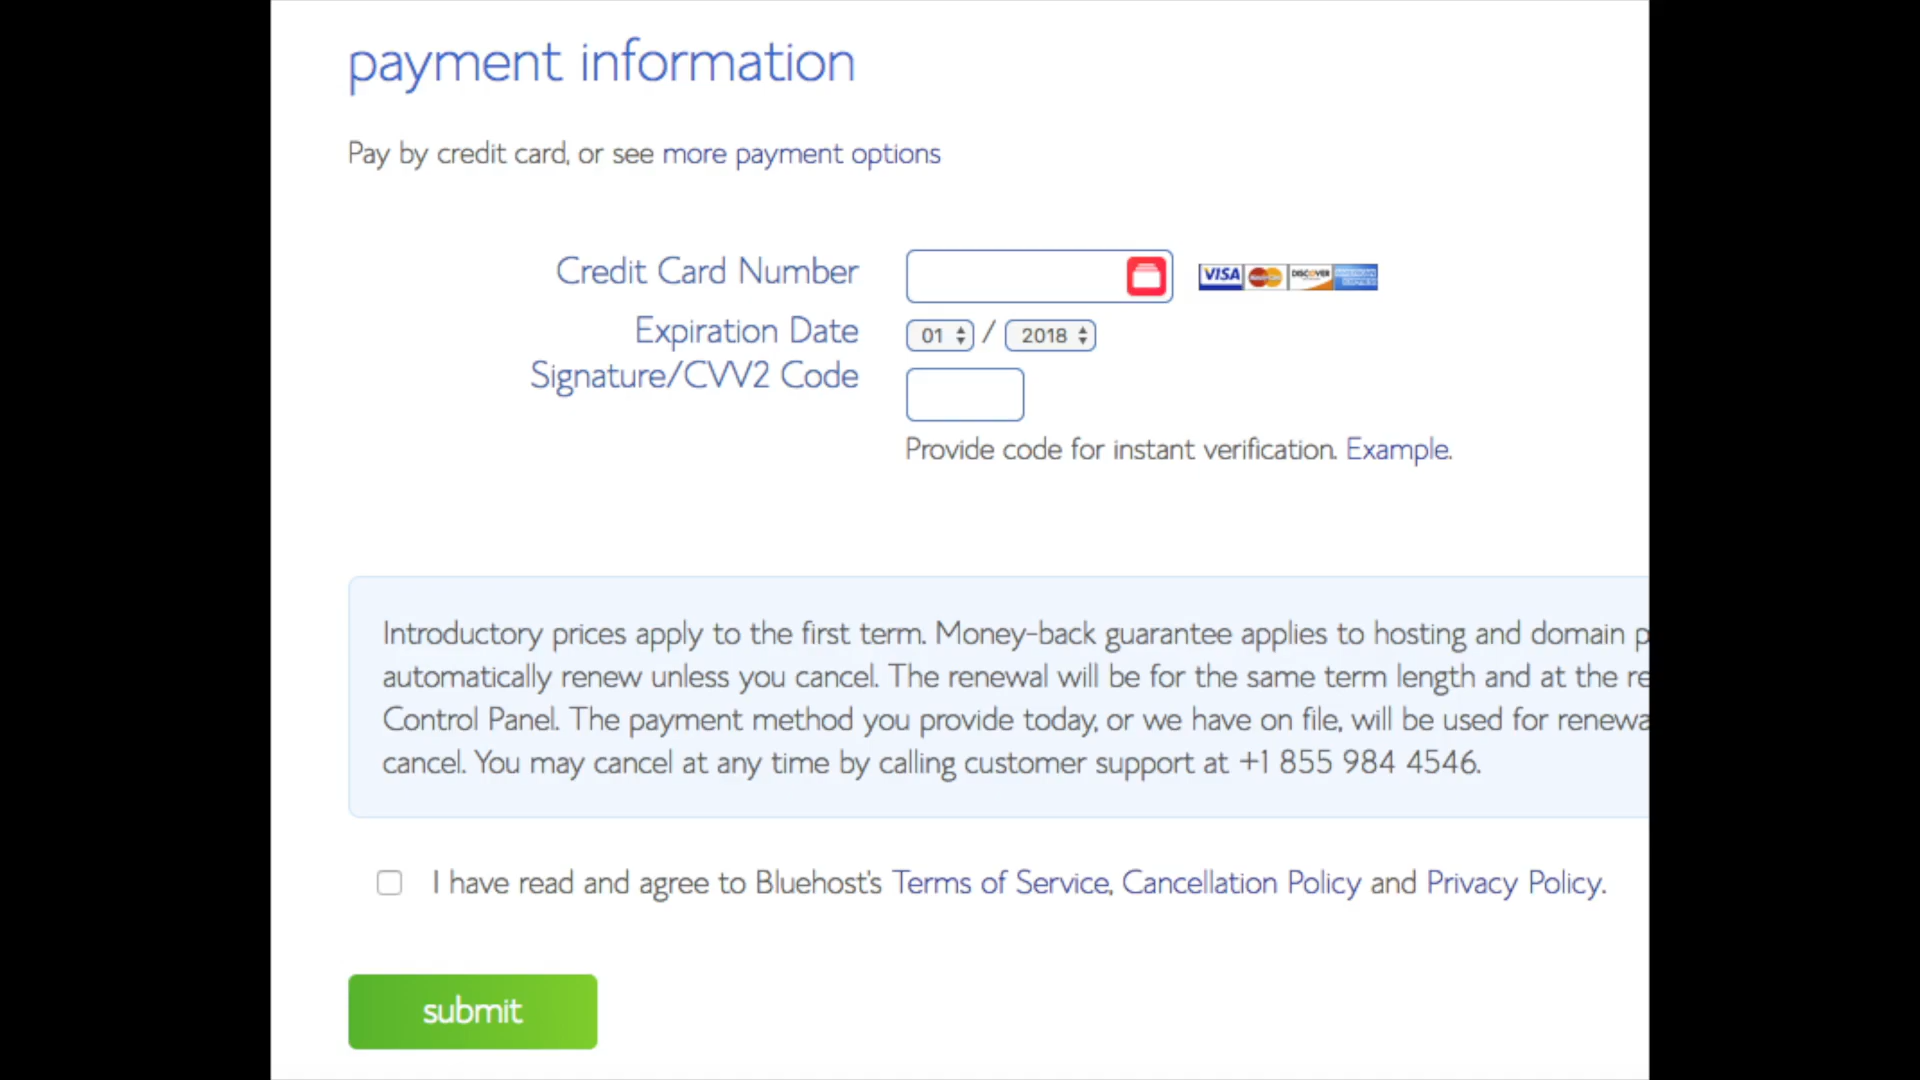 payment information
Pay by credit card, or see more payment options
Credit Card Number
VISA DISCOVER
Expiration Date 01 / 2018
Signature/CVV2 Code
Provide code for instant verification. Example.
Introductory prices apply to the first term. Money-back guarantee applies to hosting and domain p
automatically renew unless you cancel. The renewal will be for the same term length and at the re
Control Panel. The payment method you provide today, or we have on file, will be used for renewa
cancel. You may cancel at any time by calling customer support at +1 855 984 4546.
I have read and agree to Bluehost's Terms of Service, Cancellation Policy and Privacy Policy.
submit